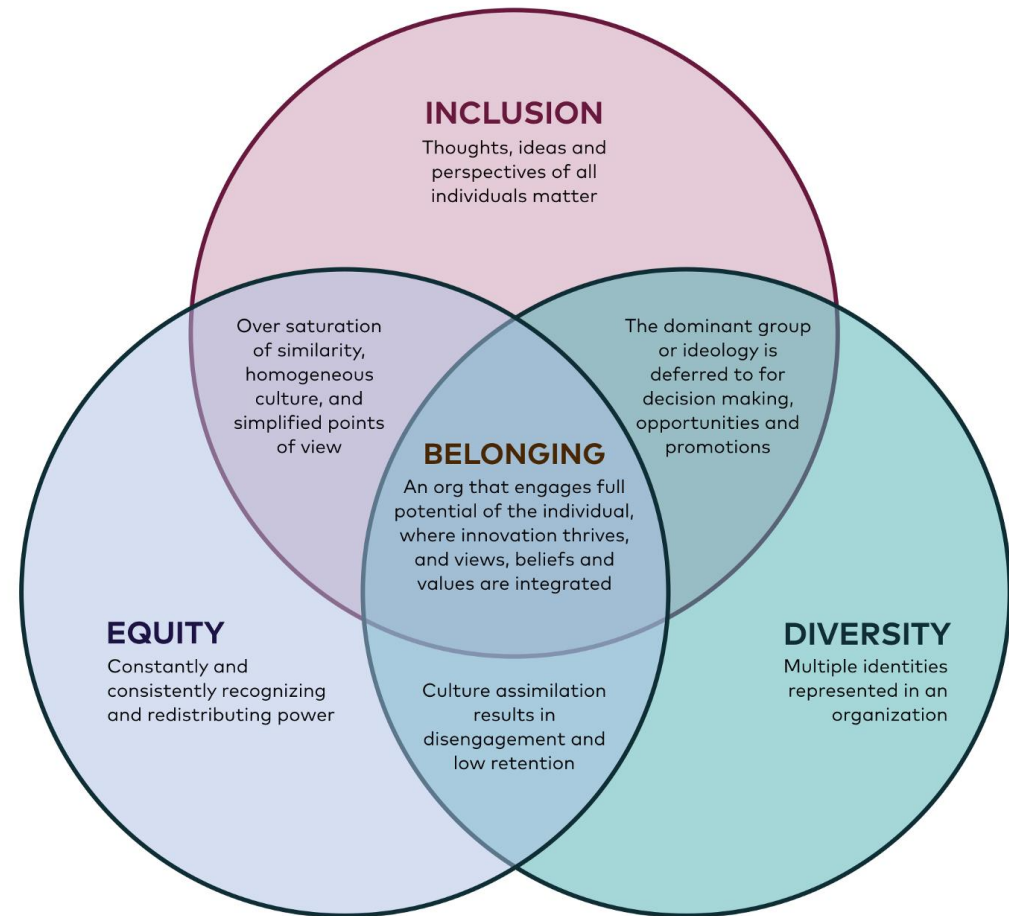 INCLUSION
Thoughts, ideas and
perspectives of all
individuals matter
Over saturation
of similarity,
homogeneous
culture, and
simplified points
of view
The dominant group
or ideology is
deferred to for
decision making,
opportunities and
promotions
BELONGING
An org that engages full
potential of the individual,
where innovation thrives,
and views, beliefs and
values are integrated
EQUITY
Constantly and
consistently recognizing
and redistributing power
DIVERSITY
Multiple identities
represented in an
organization
Culture assimilation
results in
disengagement and
low retention